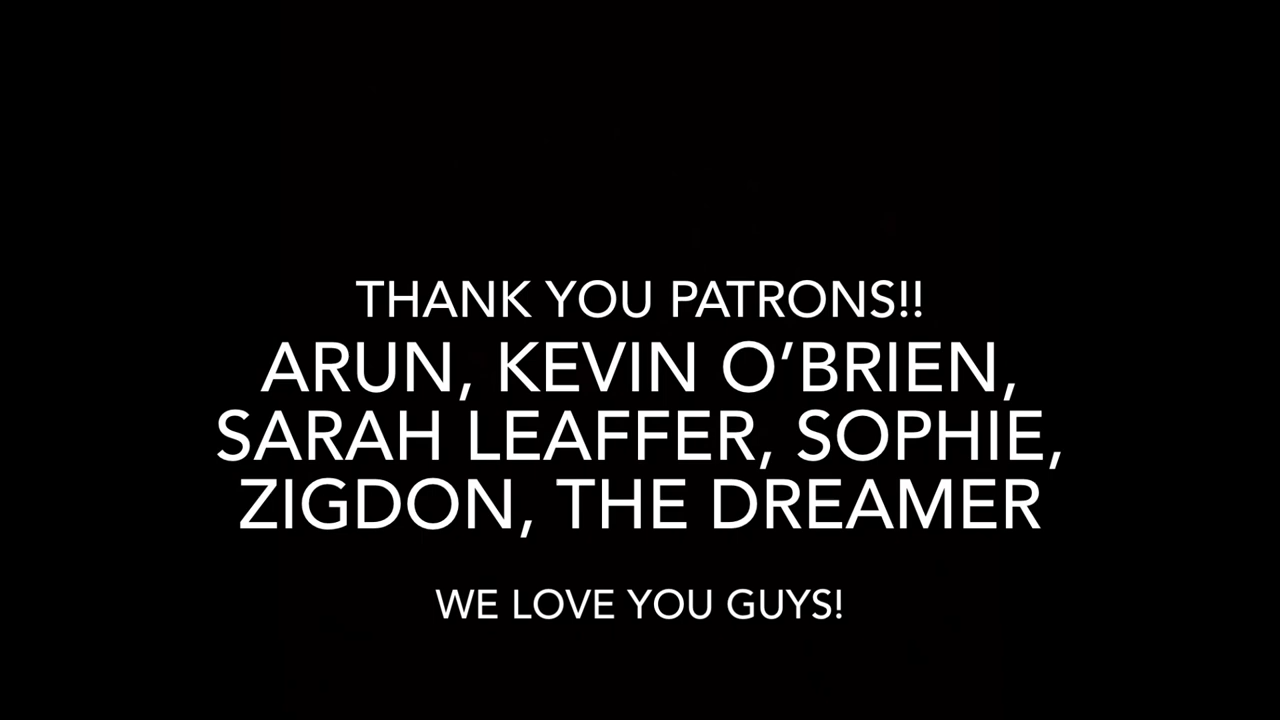 THANK YOU PATRONS!!
ARUN, KEVIN O’BRIEN,
SARAH LEAFFER, SOPHIE,
ZIGDON, THE DREAMER
WE LOVE YOU GUYS!